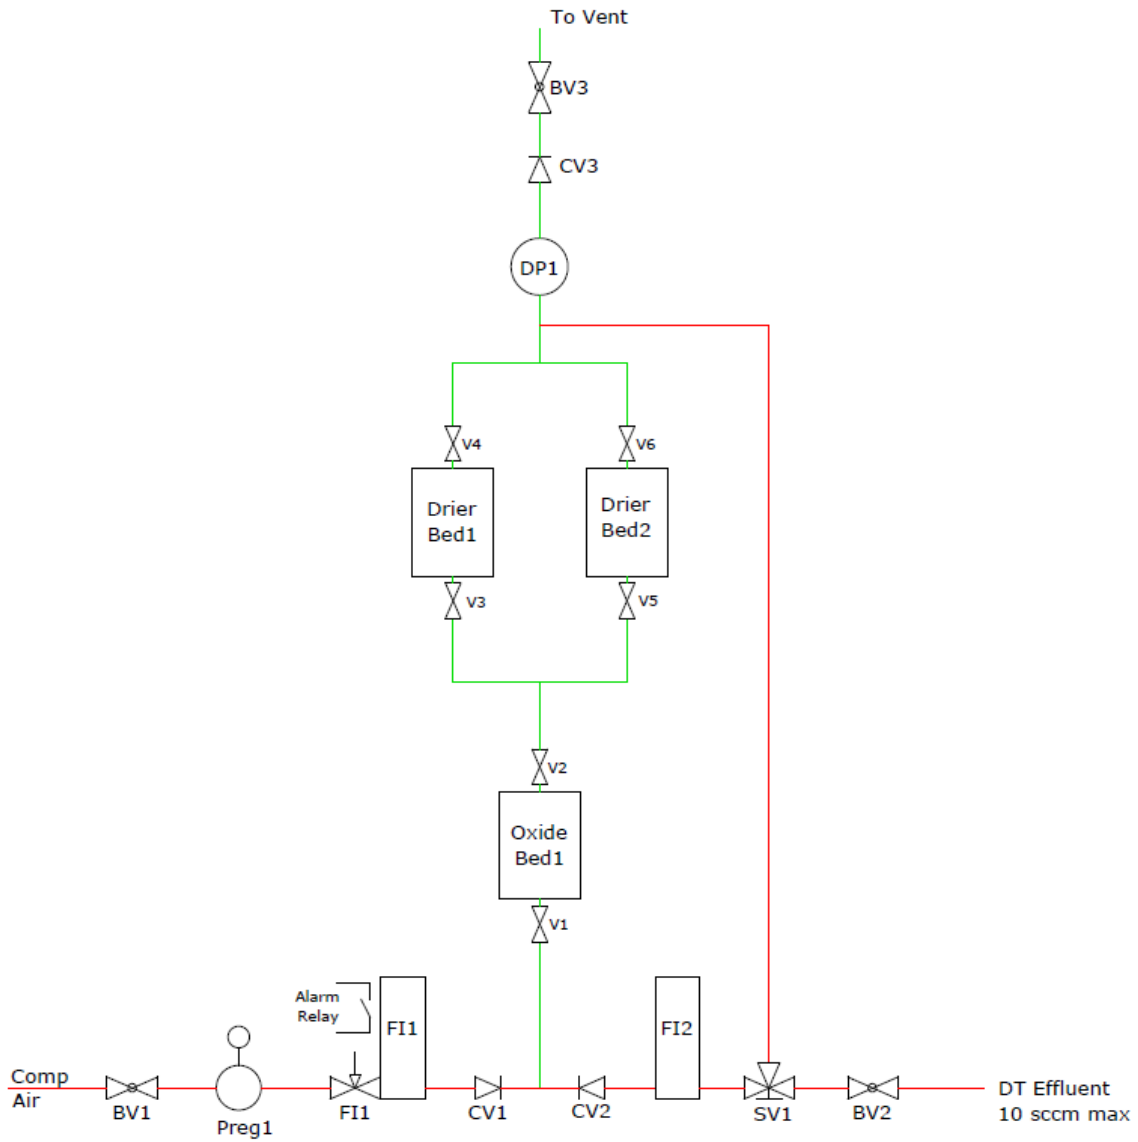 To Vent
BV3
CV3
DP1
V4
V6
Drier
Bed1
Drier
Bed2
V3
V5
V2
Oxide
Bed1
V1
Alarm
Relay
FI1
FI2
Comp
Air
BV1
Preg1
FI1
CV1
CV2
SV1
BV2
DT Effluent
10 sccm max